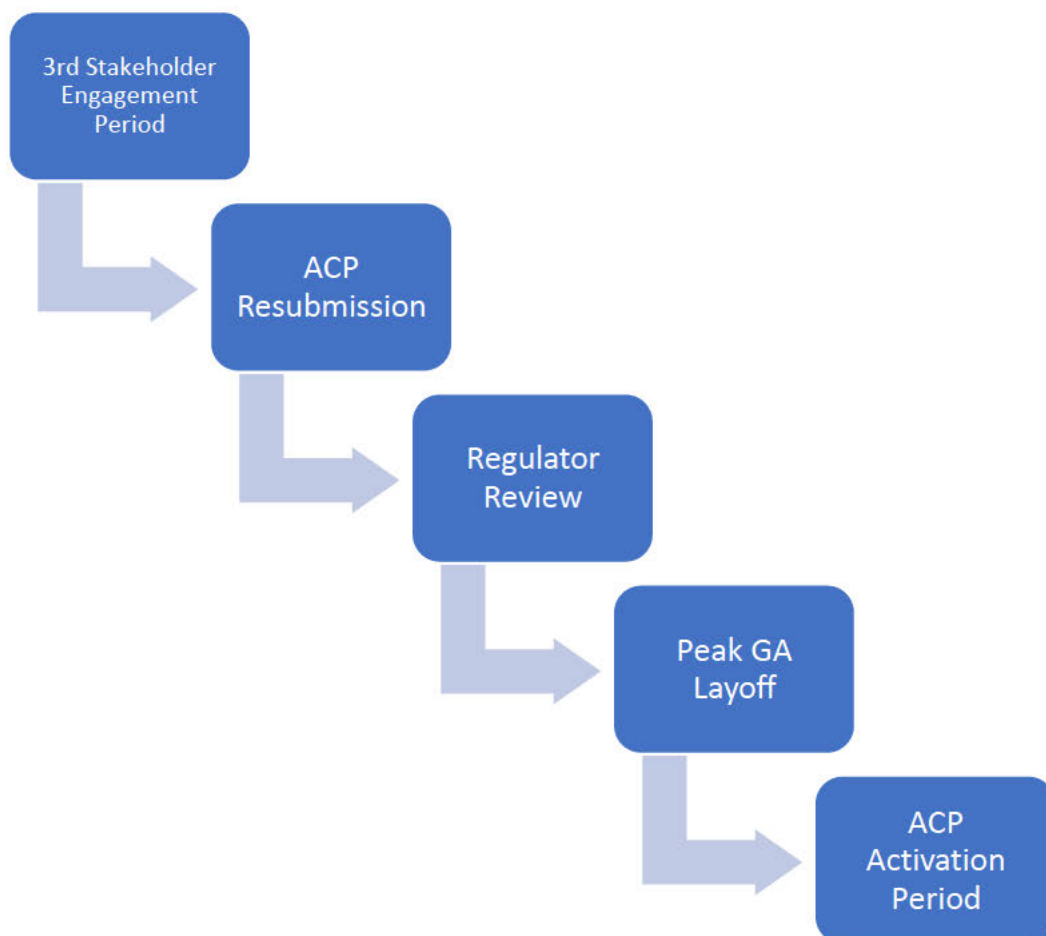 3rd Stakeholder
Engagement
Period
ACP
Resubmission
Regulator
Review
Peak GA
Layoff
ACP
Activation
Period